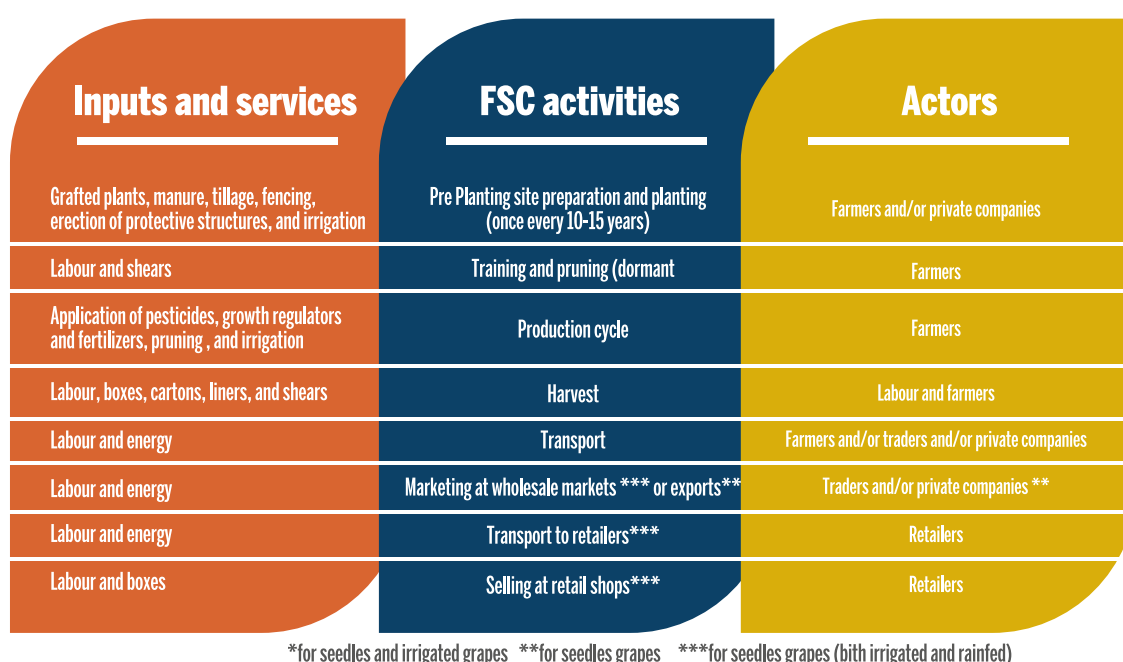 Inputs and services
FSC activities
Actors
Grafted plants, manure, tillage, fencing,
erection of protective structures, and irrigation
Pre Planting site preparation and planting
(once every 10-15 years)
Farmers and/or private companies
Labour and shears
Training and pruning (dormant
Farmers
Application of pesticides, growth regulators
and fertilizers, pruning , and irrigation
Production cycle
Farmers
Labour, boxes, cartons, liners, and shears
Harvest
Labour and farmers
Labour and energy
Transport
Farmers and/or traders and/or private companies
Labour and energy
Marketing at wholesale markets *** or exports**
Traders and/or private companies **
Labour and energy
Transport to retailers***
Retailers
Labour and boxes
Selling at retail shops***
Retailers
*for seedles and irrigated grapes **for seedles grapes ***for seedles grapes (bith irrigated and rainfed)